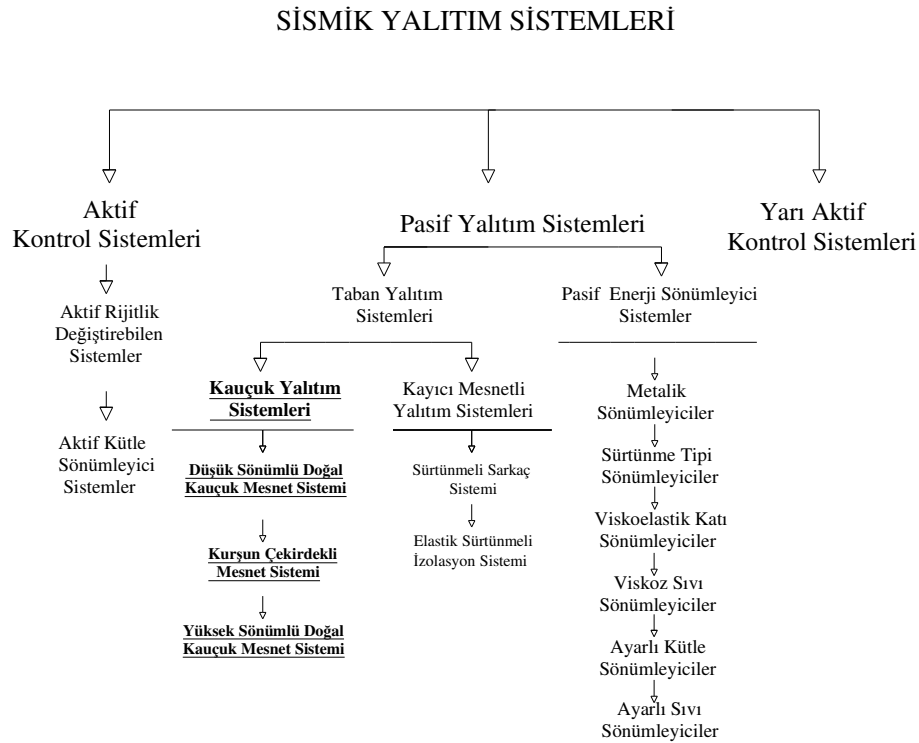 SİSMİK YALITIM SİSTEMLERİ
Aktif
Kontrol Sistemleri
Pasif Yalıtım Sistemleri
Yarı Aktif
Kontrol Sistemleri
Aktif Rijitlik
Değiştirebilen
Sistemler
Aktif Kütle
Sönümleyici
Sistemler
Taban Yalıtım
Sistemleri
Pasif Enerji Sönümleyici
Sistemler
Kauçuk Yalıtım
Sistemleri
Düşük Sönümlü Doğal
Kauçuk Mesnet Sistemi
Kurşun Çekirdekli
Mesnet Sistemi
Yüksek Sönümlü Doğal
Kauçuk Mesnet Sistemi
Kayıcı Mesnetli
Yalıtım Sistemleri
Sürtünmeli Sarkaç
Sistemi
Elastik Sürtünmeli
İzolasyon Sistemi
Metalik
Sönümleyiciler
Sürtünme Tipi
Sönümleyiciler
Viskoelastik Katı
Sönümleyiciler
Viskoz Sıvı
Sönümleyiciler
Ayarlı Kütle
Sönümleyiciler
Ayarlı Sıvı
Sönümleyiciler